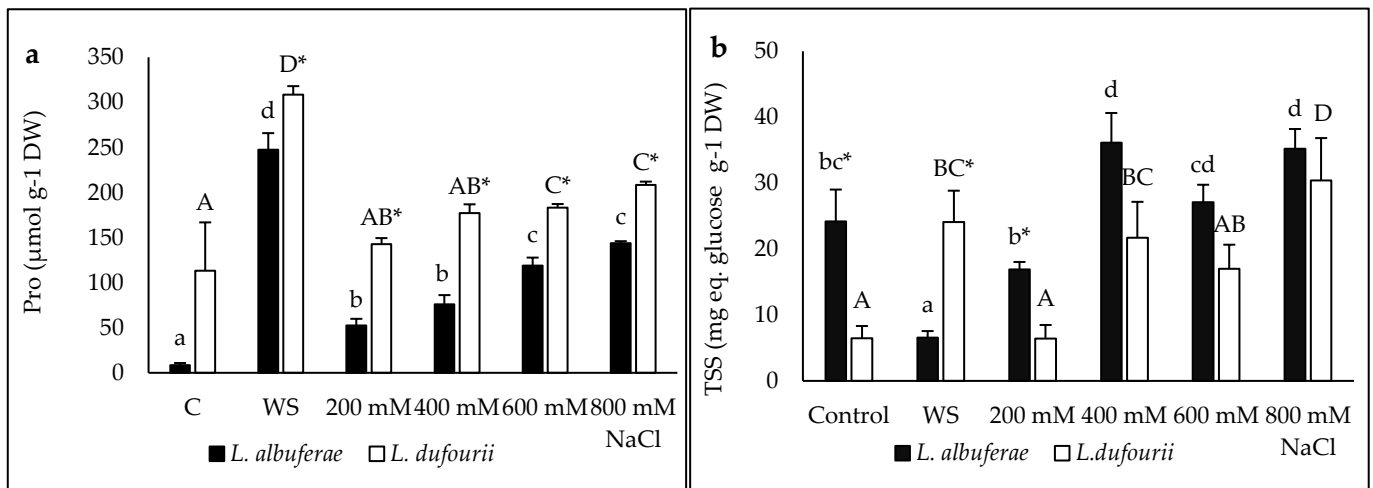 a
Pro (µmol g-1 DW)
350
300
250
200
150
100
50
0
a
A
d
D*
b
AB*
b
AB*
c
C*
c
C*
C WS 200 mM 400 mM 600 mM 800 mM
NaCl
L. albuferae L. dufourii
b
TSS (mg eq. glucose g-1 DW)
50
40
30
20
10
0
bc*
A
a
BC*
b*
A
d
BC
cd
AB
d
D
Control WS 200 mM 400 mM 600 mM 800 mM
NaCl
L. albuferae L.dufourii